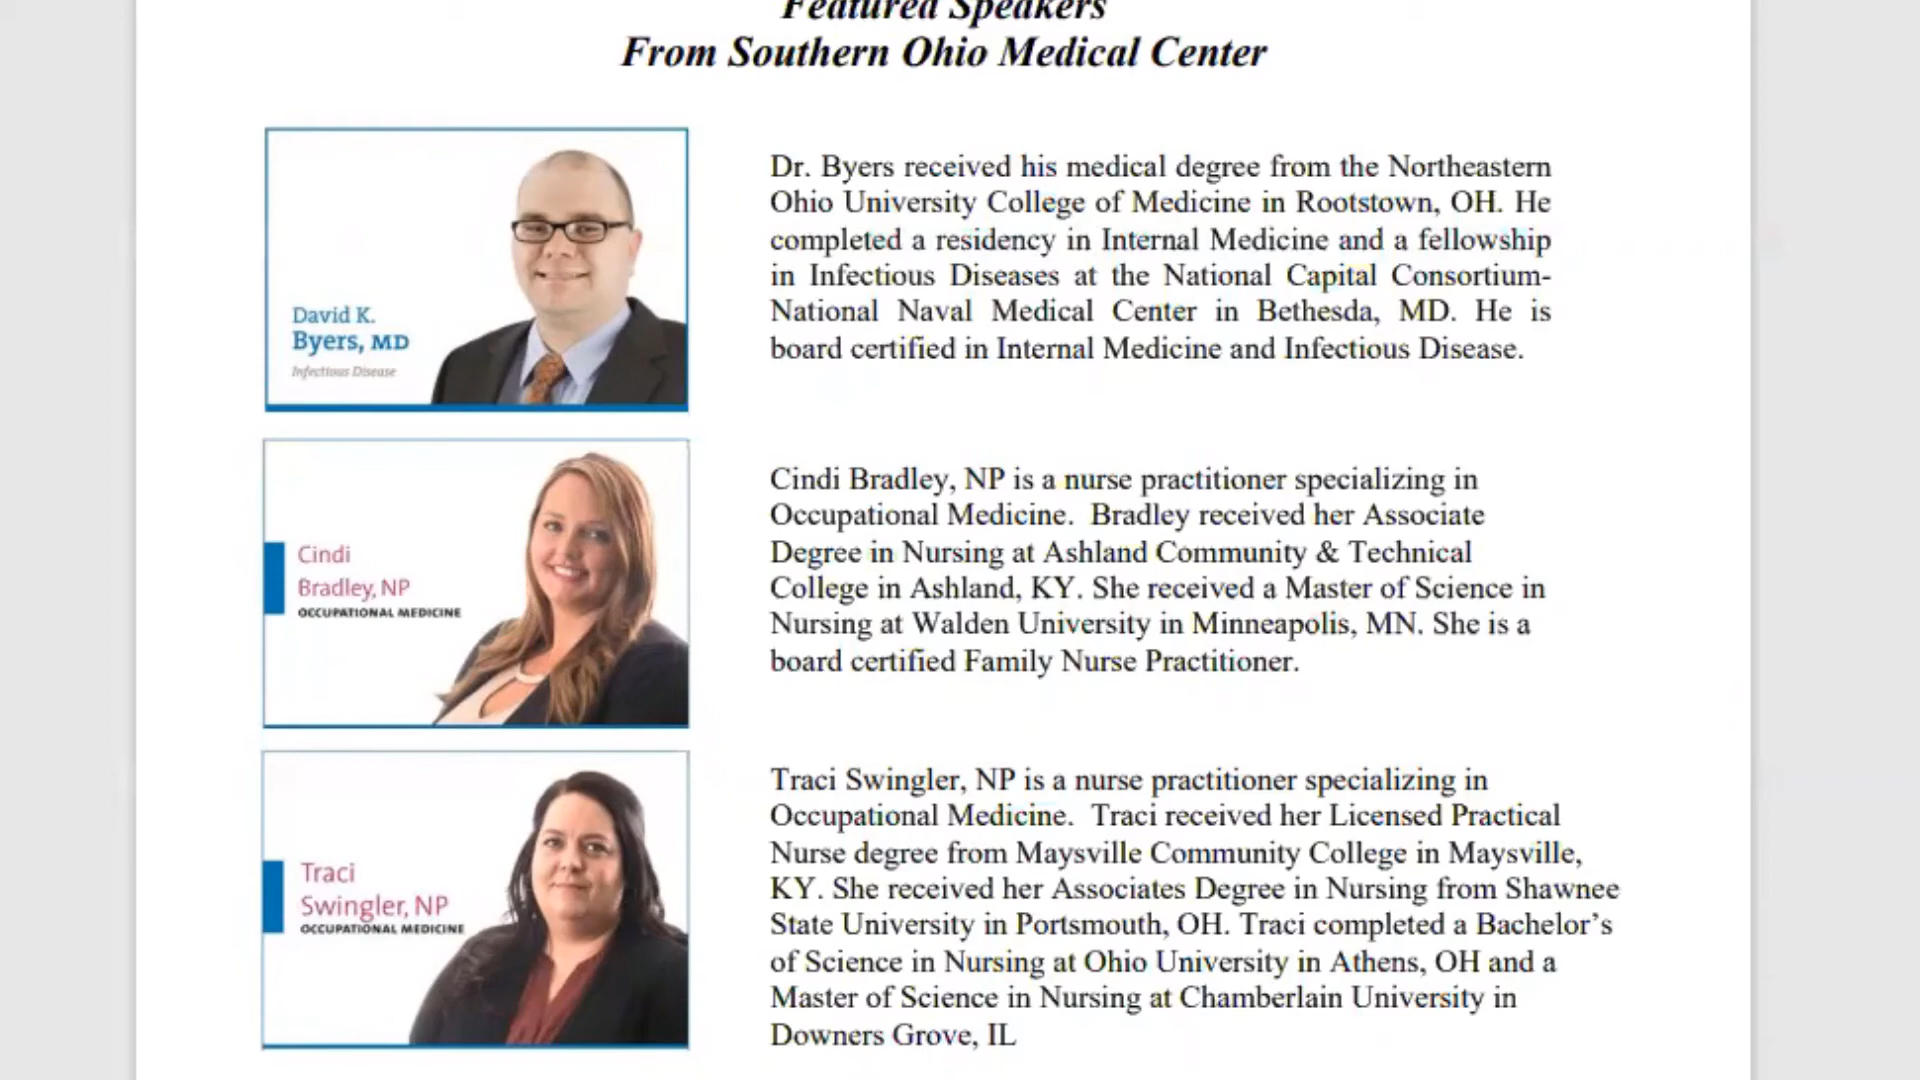 Featured Speakers
From Southern Ohio Medical Center
David K.
Byers, MD
Infectious Disease
Dr. Byers received his medical degree from the Northeastern
Ohio University College of Medicine in Rootstown, OH. He
completed a residency in Internal Medicine and a fellowship
in Infectious Diseases at the National Capital Consortium-
National Naval Medical Center in Bethesda, MD. He is
board certified in Internal Medicine and Infectious Disease.
Cindi
Bradley, NP
OCCUPATIONAL MEDICINE
Cindi Bradley, NP is a nurse practitioner specializing in
Occupational Medicine.  Bradley received her Associate
Degree in Nursing at Ashland Community & Technical
College in Ashland, KY. She received a Master of Science in
Nursing at Walden University in Minneapolis, MN. She is a
board certified Family Nurse Practitioner.
Traci
Swingler, NP
OCCUPATIONAL MEDICINE
Traci Swingler, NP is a nurse practitioner specializing in
Occupational Medicine.  Traci received her Licensed Practical
Nurse degree from Maysville Community College in Maysville,
KY. She received her Associates Degree in Nursing from Shawnee
State University in Portsmouth, OH. Traci completed a Bachelor’s
of Science in Nursing at Ohio University in Athens, OH and a
Master of Science in Nursing at Chamberlain University in
Downers Grove, IL